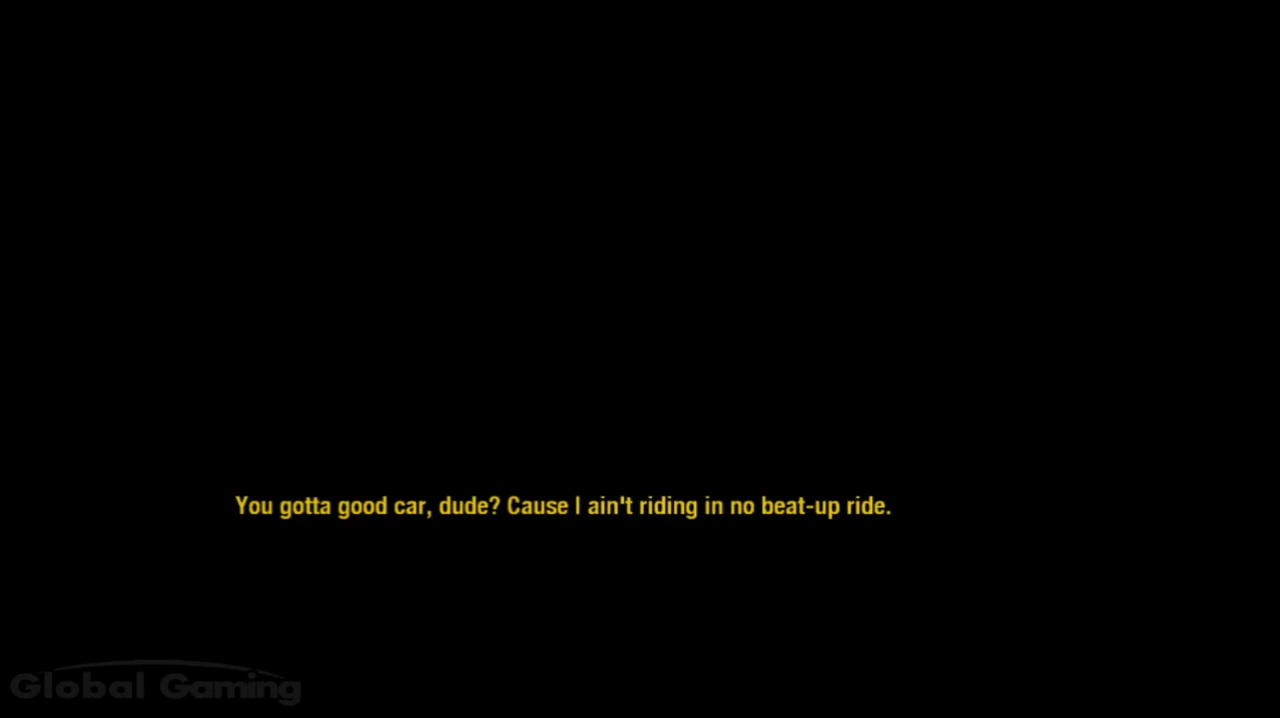 You gotta good car, dude? Cause I ain't riding in no beat-up ride.
Global Gaming